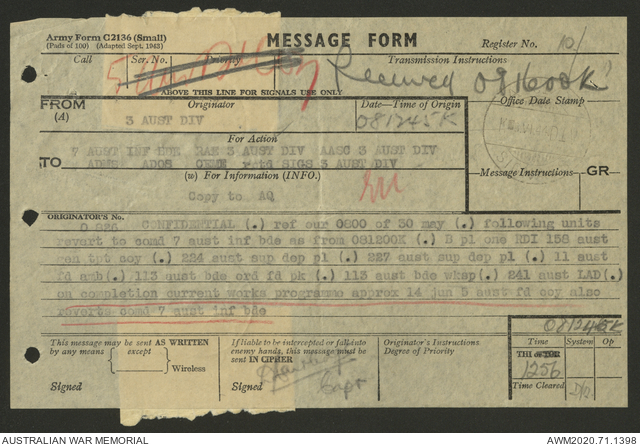 Army Form C2136 (Small)
(Pads of 100) (Adapted Sept. 1943)
MESSAGE FORM
Register No. 10/
Call
Ser. No.
Priority
Transmission Instructions
Received 081600K
ABOVE THIS LINE FOR SIGNALS USE ONLY
FROM
(A)
Originator
3 AUST DIV
Date—Time of Origin
081245K
Office Date Stamp
For Action
TO
7 AUST INF BDE RAE 3 AUST DIV AASC 3 AUST DIV
ADMS ADOS SIGS 3 AUST DIV
(w) For Information (INFO.)
Message Instructions
GR
Copy to AQ
ORIGINATOR'S No.
CONFIDENTIAL (.) ref our 0800 of 30 may (.) following units
revert to comd 7 aust inf bde as from 081200K (.) B pl one RDI 158 aust
gen tpt coy (.) 224 aust sup dep pl (.) 227 aust sup dep pl (.) 11 aust
fd amb(.) 113 aust bde ord fd pk (.) 113 aust bde wksp (.) 241 aust LAD(.)
on completion current works programme approx 14 jun 5 aust fd coy also
reverts comd 7 aust inf bde
081245K
This message may be sent AS WRITTEN
by any means except Wireless
Signed
If liable to be intercepted or fall into
enemy hands, this message must be
sent IN CIPHER
Signed
Capt
Originator's Instructions
Degree of Priority
Time
System
Op
THI or TOR
1256
Time Cleared
AUSTRALIAN WAR MEMORIAL
AWM2020.71.1398